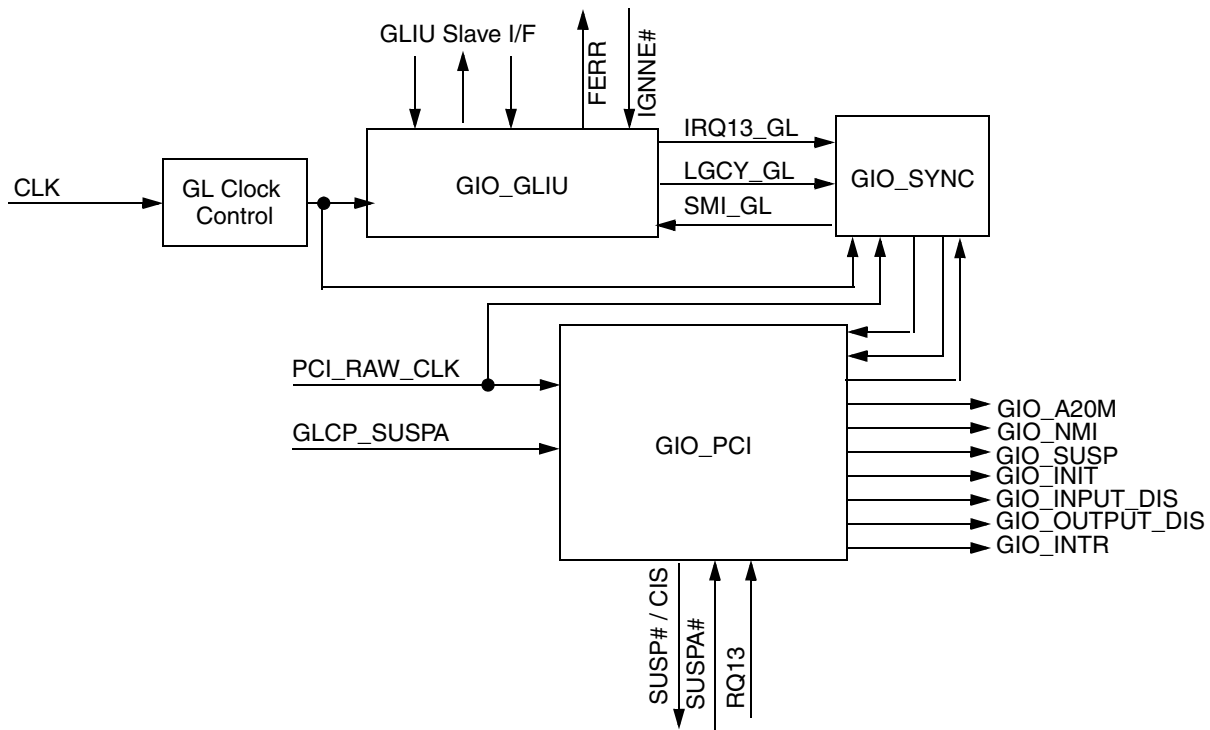 GLIU Slave I/F
FERR
IGNNE#
IRQ13_GL
LGCY_GL
SMI_GL
GIO_GLIU
GIO_SYNC
CLK
GL Clock
Control
PCI_RAW_CLK
GLCP_SUSPA
GIO_PCI
GIO_A20M
GIO_NMI
GIO_SUSP
GIO_INIT
GIO_INPUT_DIS
GIO_OUTPUT_DIS
GIO_INTR
SUSP# / CIS
SUSPA#
RQ13